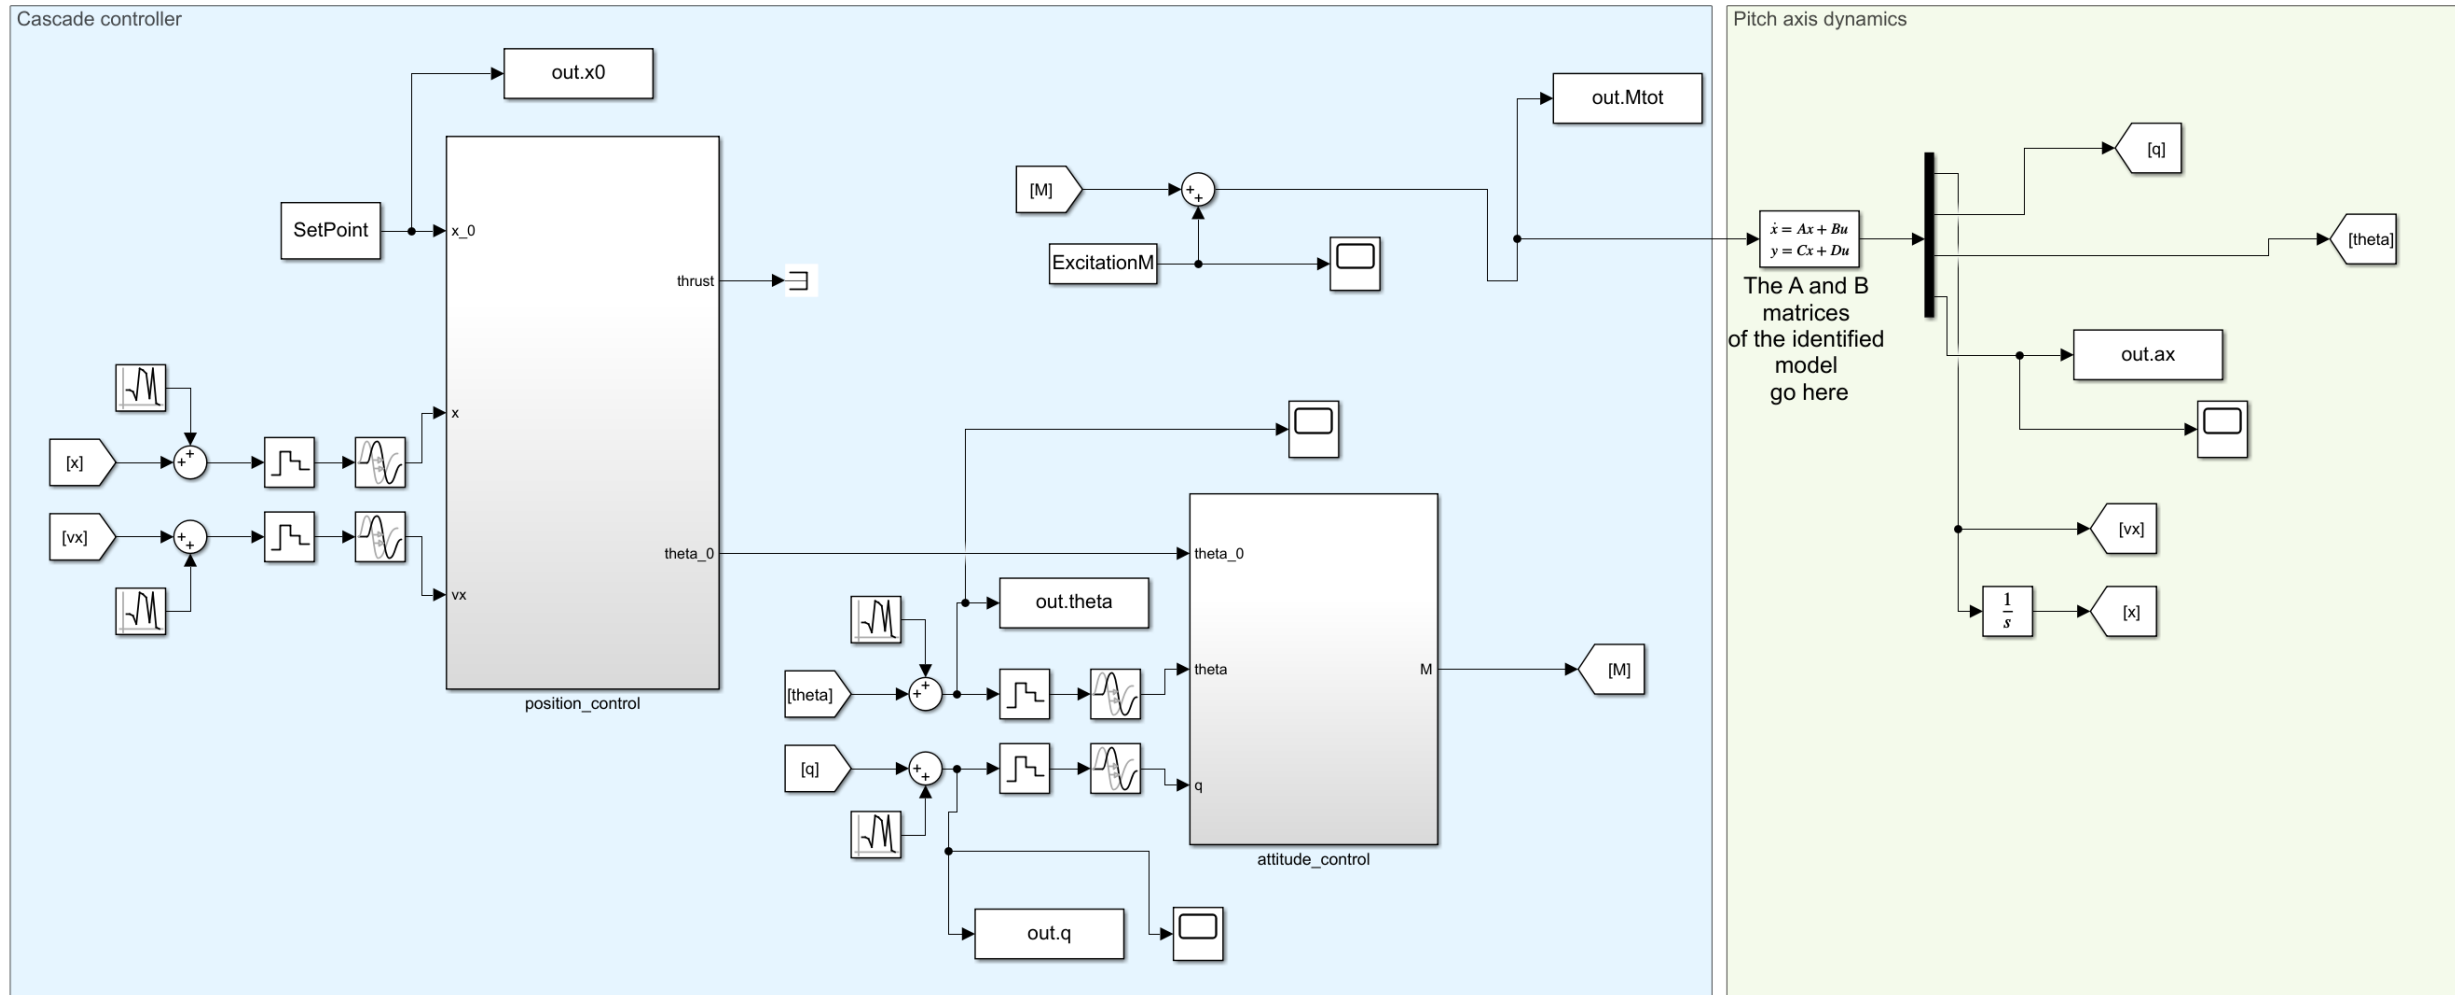 Cascade controller
out.x0
SetPoint
x_0
thrust
x
[x]
[vx]
vx
theta_0
position_control
[M]
+
+
ExcitationM
out.Mtot
+
+
+
+
theta_0
out.theta
[theta]
+
+
theta
M
[M]
[q]
+
+
q
attitude_control
out.q
Pitch axis dynamics
ẋ = Ax + Bu
y = Cx + Du
The A and B
matrices
of the identified
model
go here
[q]
[theta]
out.ax
[vx]
1
s
[x]